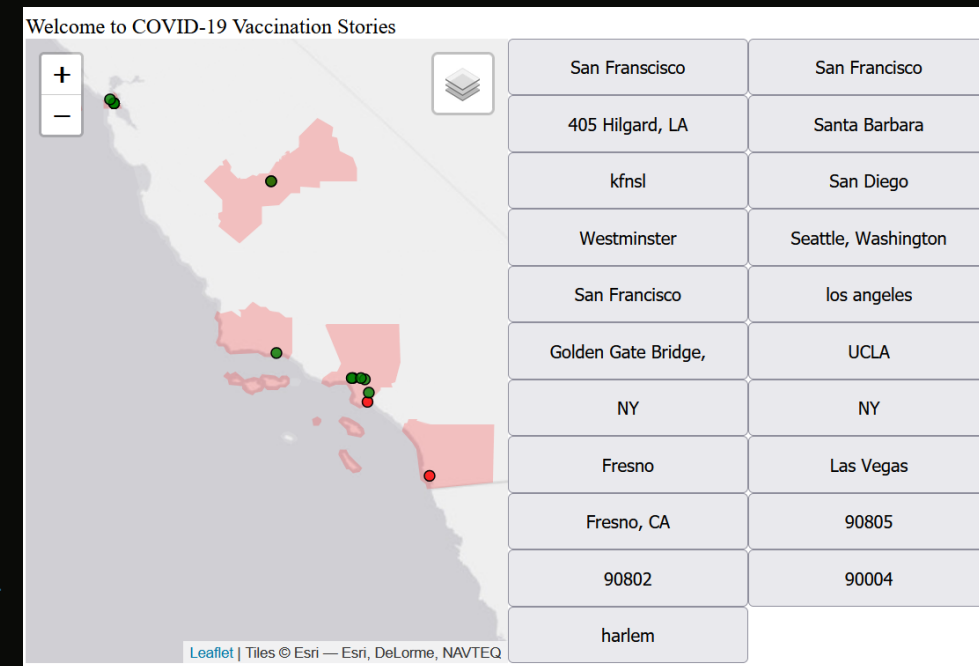 Welcome to COVID-19 Vaccination Stories
+
−
San Franscisco
San Francisco
405 Hilgard, LA
Santa Barbara
kfnsl
San Diego
Westminster
Seattle, Washington
San Francisco
los angeles
Golden Gate Bridge,
UCLA
NY
NY
Fresno
Las Vegas
Fresno, CA
90805
90802
90004
harlem
Leaflet | Tiles © Esri — Esri, DeLorme, NAVTEQ